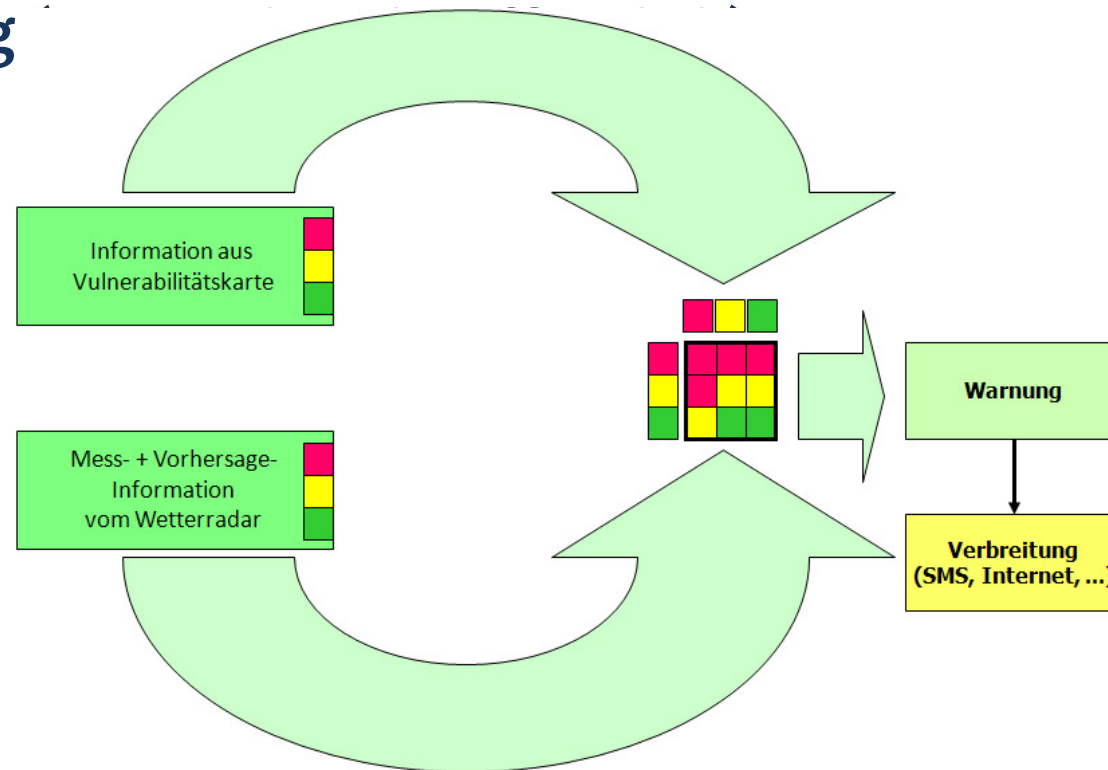 g
Information aus
Vulnerabilitätskarte
Mess- + Vorhersage-
Information
vom Wetterradar
Warnung
Verbreitung
(SMS, Internet, ...)